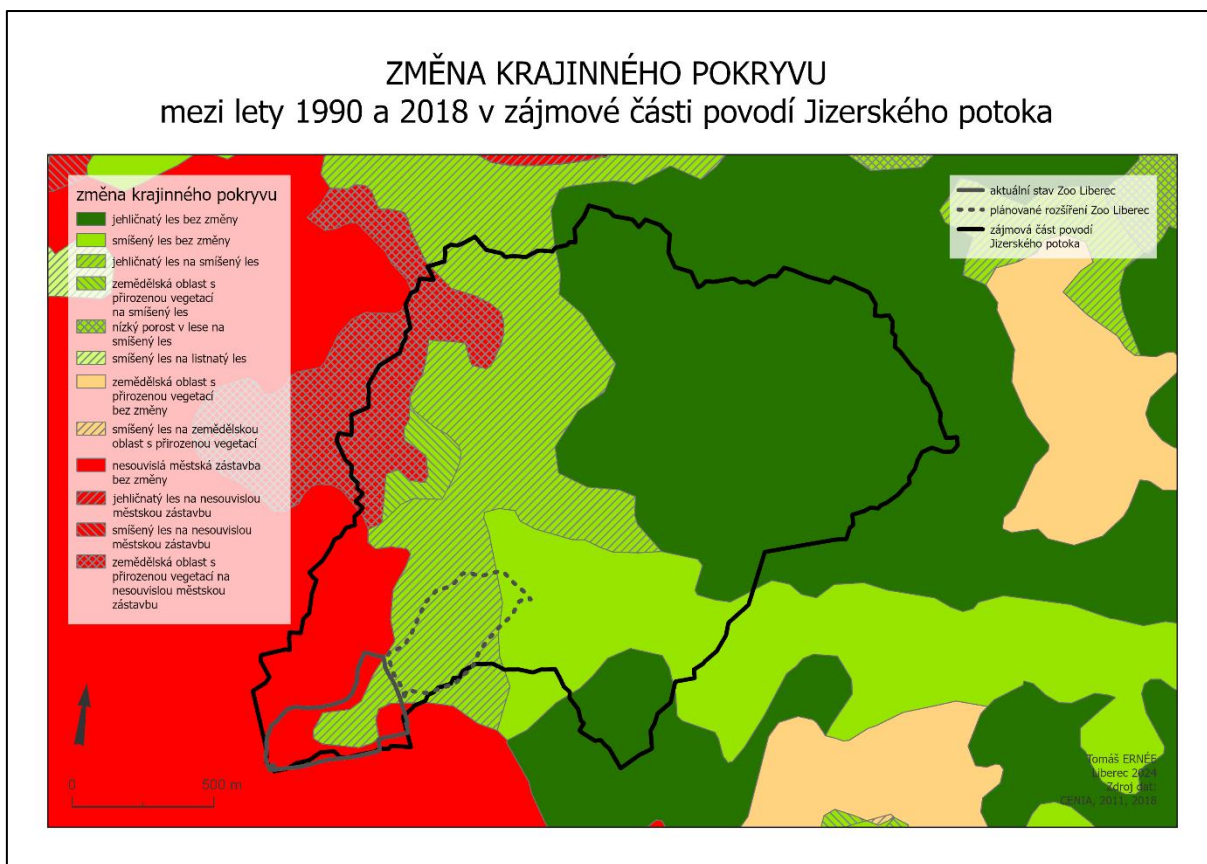 ZMĚNA KRAJINNÉHO POKRYVU
mezi lety 1990 a 2018 v zájmové části povodí Jizerského potoka
změna krajinného pokryvu
jehličnatý les bez změny
smíšený les bez změny
jehličnatý les na smíšený les
zemědělská oblast s
přirozenou vegetací
na smíšený les
nízký porost v lese na
smíšený les
smíšený les na listnatý les
zemědělská oblast s
přirozenou vegetací
bez změny
smíšený les na zemědělskou
oblast s přirozenou vegetací
nesouvislá městská zástavba
bez změny
jehličnatý les na nesouvislou
městskou zástavbu
smíšený les na nesouvislou
městskou zástavbu
zemědělská oblast s
přirozenou vegetací na
nesouvislou městskou
zástavbu
aktuální stav Zoo Liberec
plánované rozšíření Zoo Liberec
zájmová část povodí
Jizerského potoka
0 500 m
Tomáš ERNÉE
Liberec 2024
Zdroj dat:
CENIA, 2011, 2018